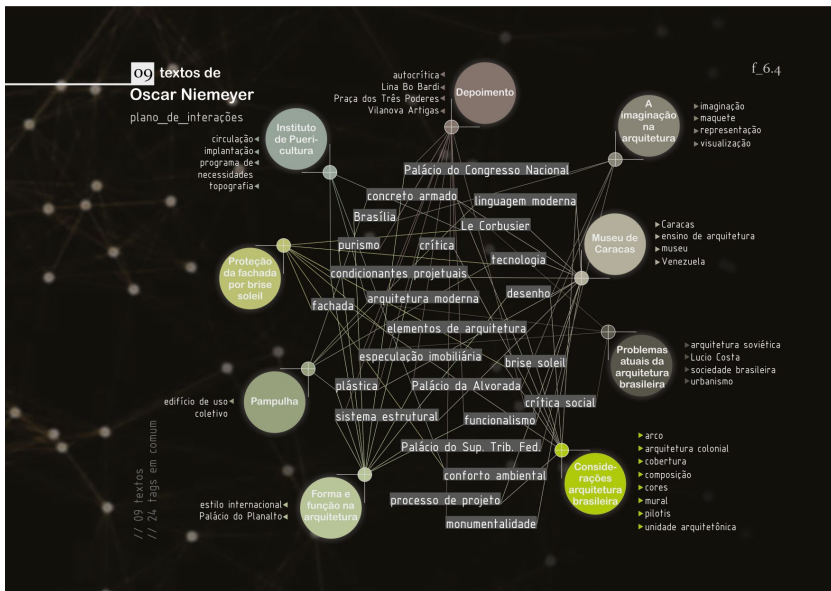 09 textos de
Oscar Niemeyer
plano_de_interações
f_6.4
autocrítica
Lina Bo Bardi
Praça dos Três Poderes
Vilanova Artigas
Depoimento
Instituto
de Pueri-
cultura
circulação
implantação
programa de
necessidades
topografia
A
imaginação
na
arquitetura
imaginação
maquete
representação
visualização
Palácio do Congresso Nacional
concreto armado
linguagem moderna
Brasília
Le Corbusier
purismo
crítica
tecnologia
condicionantes projetuais
desenho
arquitetura moderna
fachada
elementos de arquitetura
especulação imobiliária
brise soleil
plástica
Palácio da Alvorada
crítica social
sistema estrutural
funcionalismo
Palácio do Sup. Trib. Fed.
conforto ambiental
processo de projeto
monumentalidade
Museu de
Caracas
Caracas
ensino de arquitetura
museu
Venezuela
Proteção
da fachada
por brise
soleil
Problemas
atuais da
arquitetura
brasileira
arquitetura soviética
Lucio Costa
sociedade brasileira
urbanismo
edifício de uso
coletivo
Pampulha
Forma e
função na
arquitetura
estilo internacional
Palácio do Planalto
Conside-
rações
arquitetura
brasileira
arco
arquitetura colonial
cobertura
composição
cores
mural
pilotis
unidade arquitetônica
// 09 textos
// 24 tags em comum